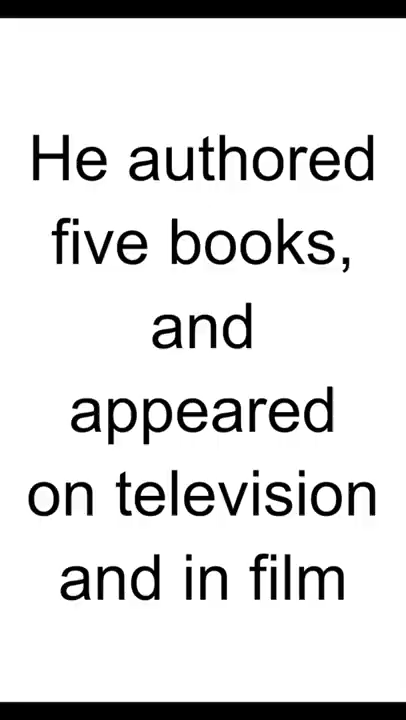 He authored
five books,
and
appeared
on television
and in film